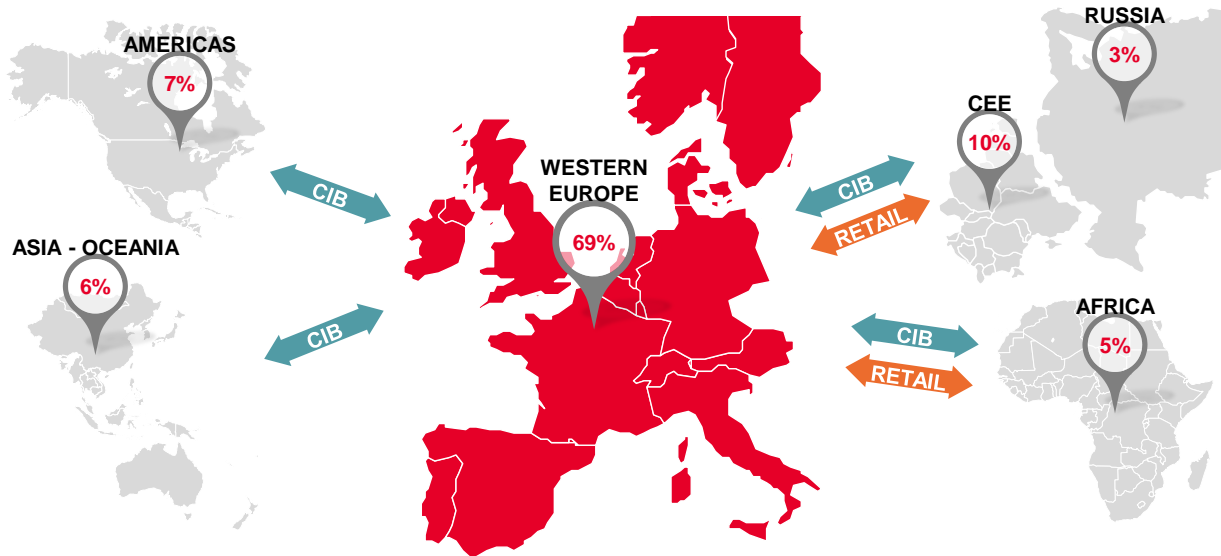 AMERICAS
7%
CIB
ASIA - OCEANIA
6%
CIB
WESTERN
EUROPE
69%
RUSSIA
3%
CEE
10%
CIB
RETAIL
AFRICA
5%
CIB
RETAIL